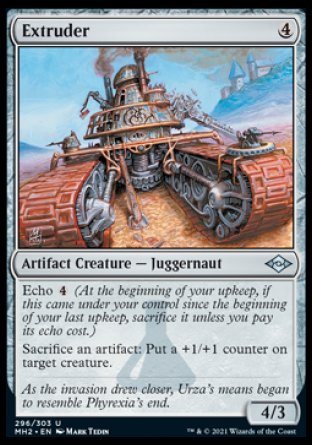 Extruder 4
Artifact Creature — Juggernaut
Echo 4 (At the beginning of your upkeep, if
this came under your control since the beginning
of your last upkeep, sacrifice it unless you pay
its echo cost.)
Sacrifice an artifact: Put a +1/+1 counter on
target creature.
As the invasion drew closer, Urza's means began
to resemble Phyrexia's end.
4/3
296/303 U
MH2 • EN Mark Tedin ™ & © 2021 Wizards of the Coast